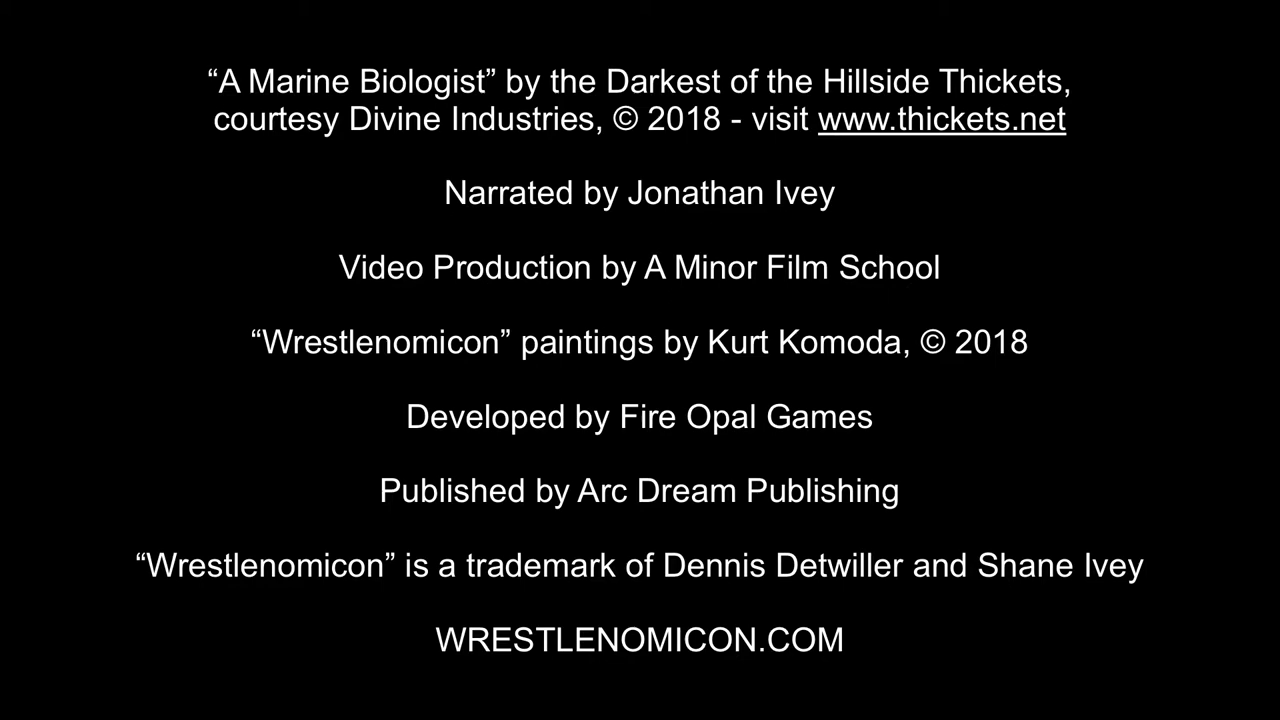 “A Marine Biologist” by the Darkest of the Hillside Thickets,
courtesy Divine Industries, © 2018 - visit www.thickets.net
Narrated by Jonathan Ivey
Video Production by A Minor Film School
“Wrestlenomicon” paintings by Kurt Komoda, © 2018
Developed by Fire Opal Games
Published by Arc Dream Publishing
“Wrestlenomicon” is a trademark of Dennis Detwiller and Shane Ivey
WRESTLENOMICON.COM